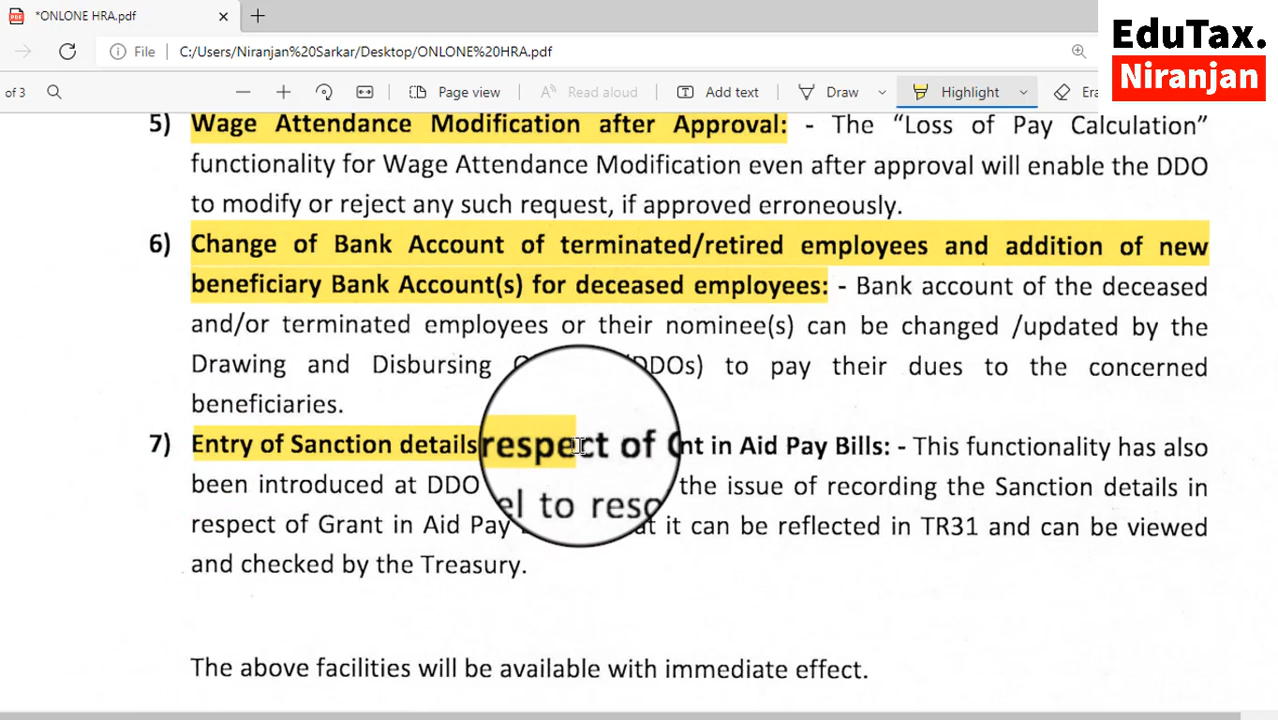 *ONLONE HRA.pdf
File C:/Users/Niranjan%20Sarkar/Desktop/ONLONE%20HRA.pdf
EduTax.
Niranjan
of 3 Page view Read aloud Add text Draw Highlight Era
5) Wage Attendance Modification after Approval: - The “Loss of Pay Calculation”
functionality for Wage Attendance Modification even after approval will enable the DDO
to modify or reject any such request, if approved erroneously.
6) Change of Bank Account of terminated/retired employees and addition of new
beneficiary Bank Account(s) for deceased employees: - Bank account of the deceased
and/or terminated employees or their nominee(s) can be changed /updated by the
Drawing and Disbursing (DDOs) to pay their dues to the concerned
beneficiaries.
7) Entry of Sanction details respect of nt in Aid Pay Bills: - This functionality has also
been introduced at DDO el to reso the issue of recording the Sanction details in
respect of Grant in Aid Pay at it can be reflected in TR31 and can be viewed
and checked by the Treasury.
The above facilities will be available with immediate effect.